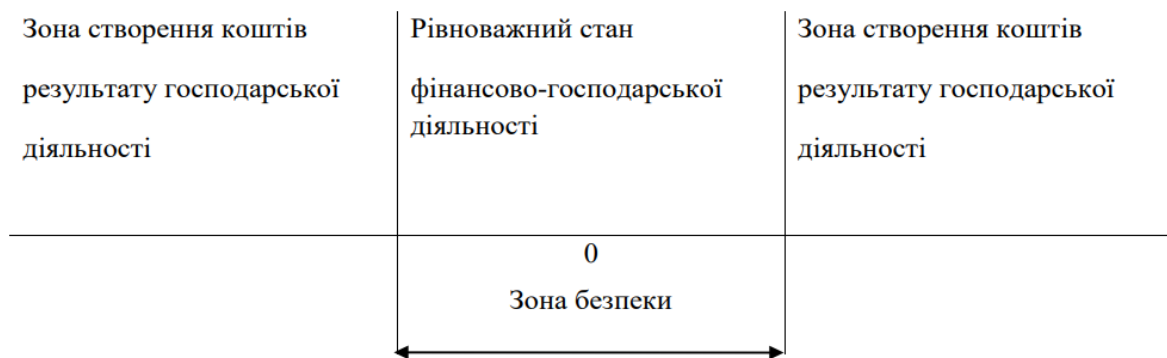 Зона створення коштів
результату господарської
діяльності
Рівноважний стан
фінансово-господарської
діяльності
Зона створення коштів
результату господарської
діяльності
0
Зона безпеки